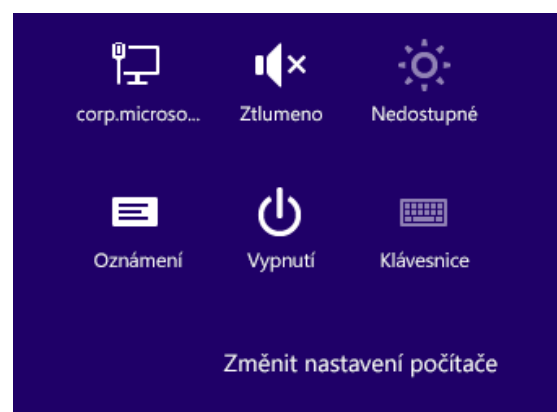 corp.microso... Ztlumeno Nedostupné
Oznámení Vypnutí Klávesnice
Změnit nastavení počítače